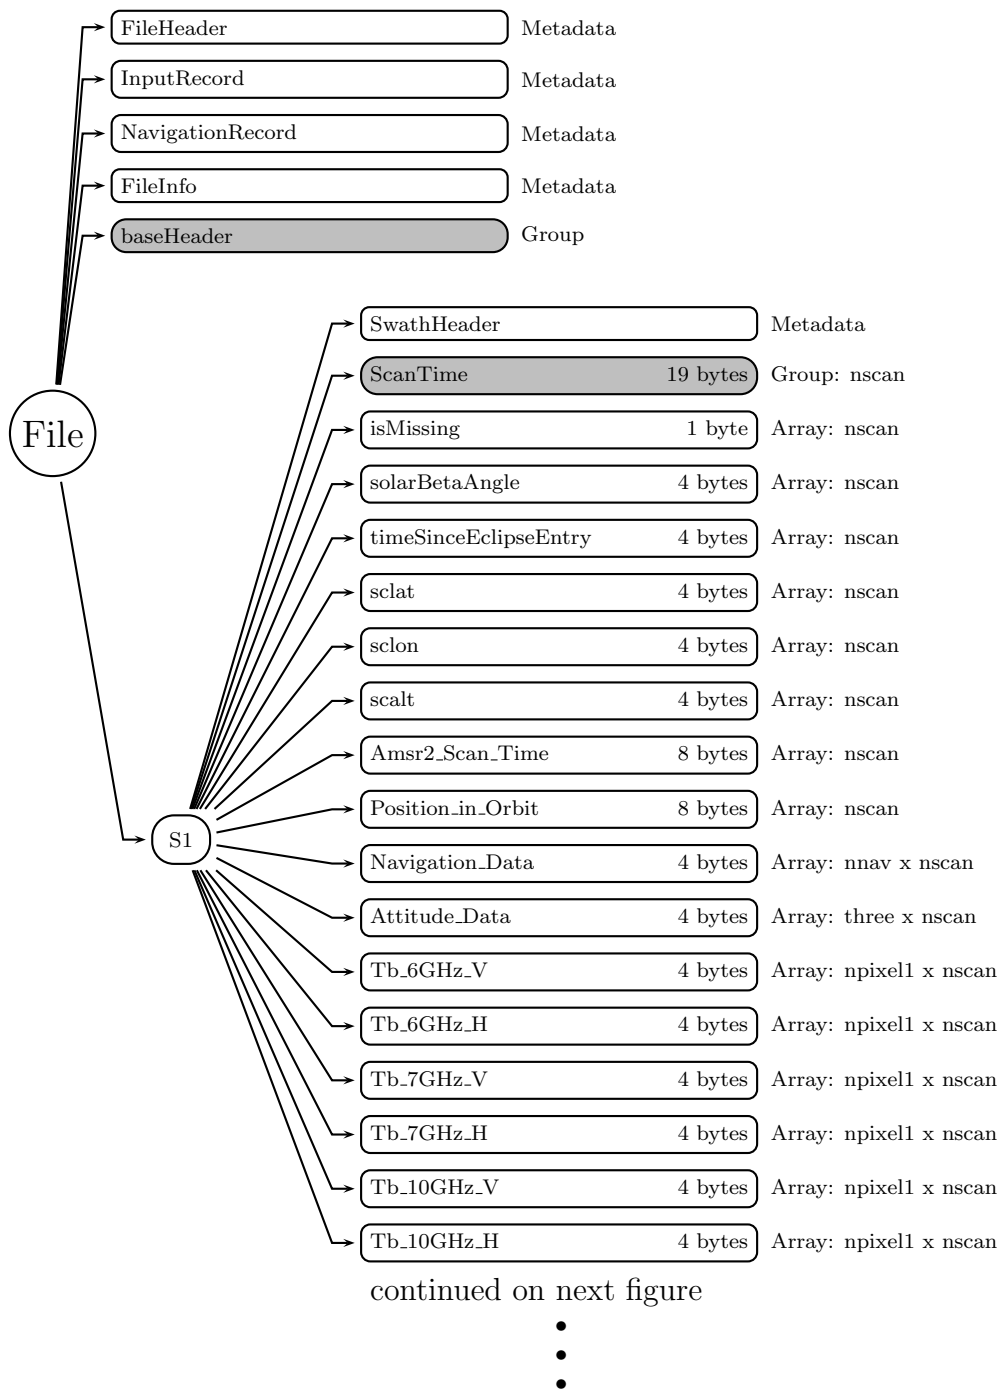 FileHeader Metadata
InputRecord Metadata
NavigationRecord Metadata
FileInfo Metadata
baseHeader Group
SwathHeader Metadata
ScanTime 19 bytes Group: nscan
File
isMissing 1 byte Array: nscan
solarBetaAngle 4 bytes Array: nscan
timeSinceEclipseEntry 4 bytes Array: nscan
sclat 4 bytes Array: nscan
sclon 4 bytes Array: nscan
scalt 4 bytes Array: nscan
Amsr2_Scan_Time 8 bytes Array: nscan
Position_in_Orbit 8 bytes Array: nscan
S1
Navigation_Data 4 bytes Array: nnav x nscan
Attitude_Data 4 bytes Array: three x nscan
Tb_6GHz_V 4 bytes Array: npixel1 x nscan
Tb_6GHz_H 4 bytes Array: npixel1 x nscan
Tb_7GHz_V 4 bytes Array: npixel1 x nscan
Tb_7GHz_H 4 bytes Array: npixel1 x nscan
Tb_10GHz_V 4 bytes Array: npixel1 x nscan
Tb_10GHz_H 4 bytes Array: npixel1 x nscan
continued on next figure